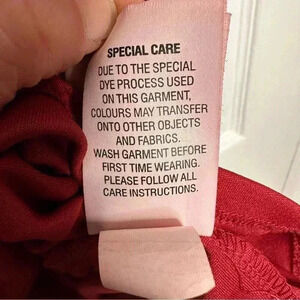 SPECIAL CARE
DUE TO THE SPECIAL
DYE PROCESS USED
ON THIS GARMENT,
COLOURS MAY TRANSFER
ONTO OTHER OBJECTS
AND FABRICS.
WASH GARMENT BEFORE
FIRST TIME WEARING.
PLEASE FOLLOW ALL
CARE INSTRUCTIONS.